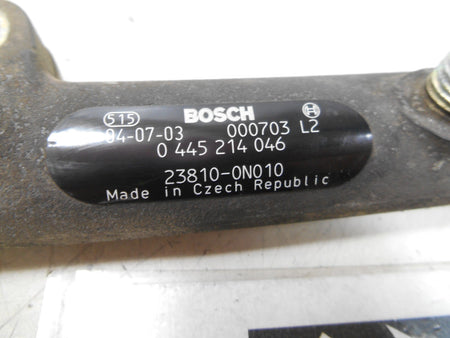 515 BOSCH
04-07-03 000703 L2
0 445 214 046
23810-0N010
Made in Czech Republic